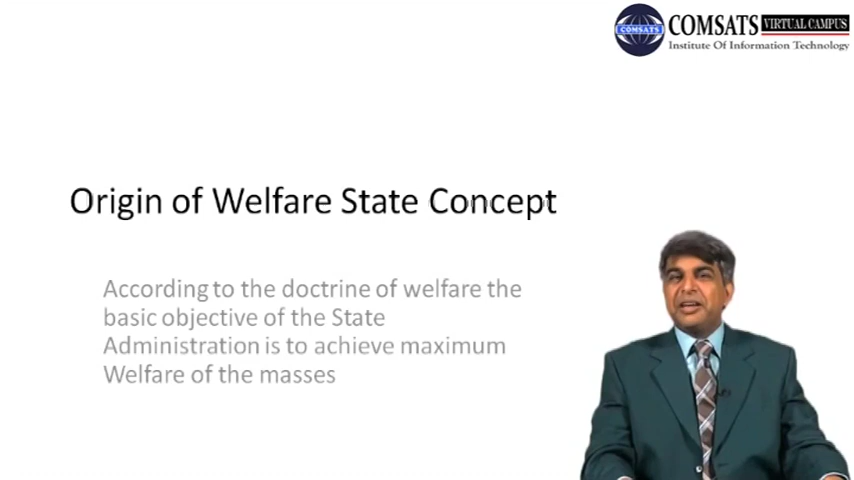 COMSATS
COMSATS VIRTUAL CAMPUS
Institute Of Information Technology
Origin of Welfare State Concept
According to the doctrine of welfare the
basic objective of the State
Administration is to achieve maximum
Welfare of the masses